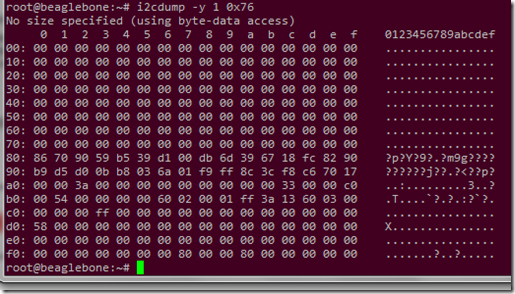 root@beaglebone:~# i2cdump -y 1 0x76
No size specified (using byte-data access)
     0  1  2  3  4  5  6  7  8  9  a  b  c  d  e  f    0123456789abcdef
00: 00 00 00 00 00 00 00 00 00 00 00 00 00 00 00 00    ................
10: 00 00 00 00 00 00 00 00 00 00 00 00 00 00 00 00    ................
20: 00 00 00 00 00 00 00 00 00 00 00 00 00 00 00 00    ................
30: 00 00 00 00 00 00 00 00 00 00 00 00 00 00 00 00    ................
40: 00 00 00 00 00 00 00 00 00 00 00 00 00 00 00 00    ................
50: 00 00 00 00 00 00 00 00 00 00 00 00 00 00 00 00    ................
60: 00 00 00 00 00 00 00 00 00 00 00 00 00 00 00 00    ................
70: 00 00 00 00 00 00 00 00 00 00 00 00 00 00 00 00    ................
80: 86 70 90 59 b5 39 d1 00 db 6d 39 67 18 fc 82 90    ?p?Y?9?.?m9g????
90: b9 d5 d0 0b b8 03 6a 01 f9 ff 8c 3c f8 c6 70 17    ??????j??.?<??p?
a0: 00 00 3a 00 00 00 00 00 00 00 00 00 33 00 00 c0    ..:.........3..?
b0: 00 54 00 00 00 00 60 02 00 01 ff 3a 13 60 03 00    .T....`?.?.:?`?.
c0: 00 00 00 ff 00 00 00 00 00 00 00 00 00 00 00 00    ................
d0: 58 00 00 00 00 00 00 00 00 00 00 00 00 00 00 00    X...............
e0: 00 00 00 00 00 00 00 00 00 00 00 00 00 00 00 00    ................
f0: 00 00 00 00 00 00 00 80 00 00 80 00 00 00 00 00    .......?..?.....
root@beaglebone:~#